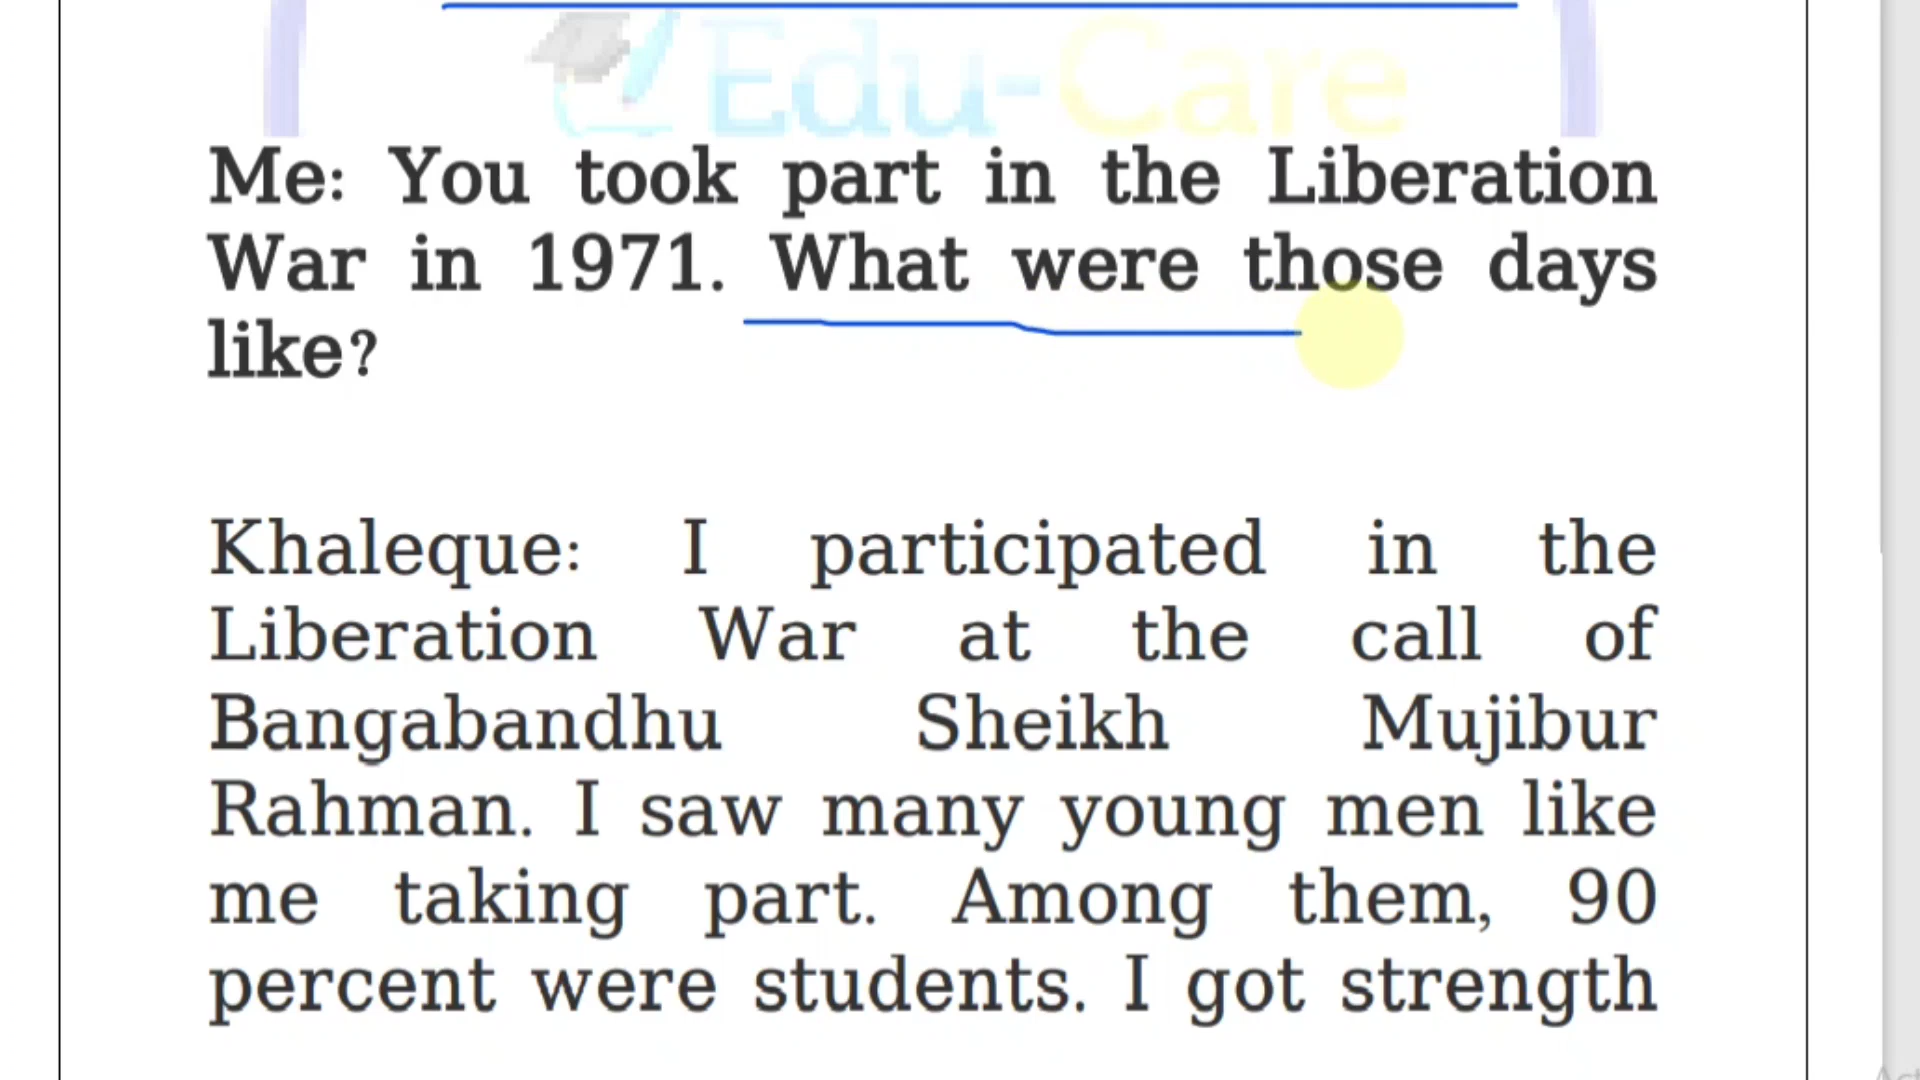 Edu-Care
Me: You took part in the Liberation
War in 1971. What were those days
like?
Khaleque: I participated in the
Liberation War at the call of
Bangabandhu Sheikh Mujibur
Rahman. I saw many young men like
me taking part. Among them, 90
percent were students. I got strength